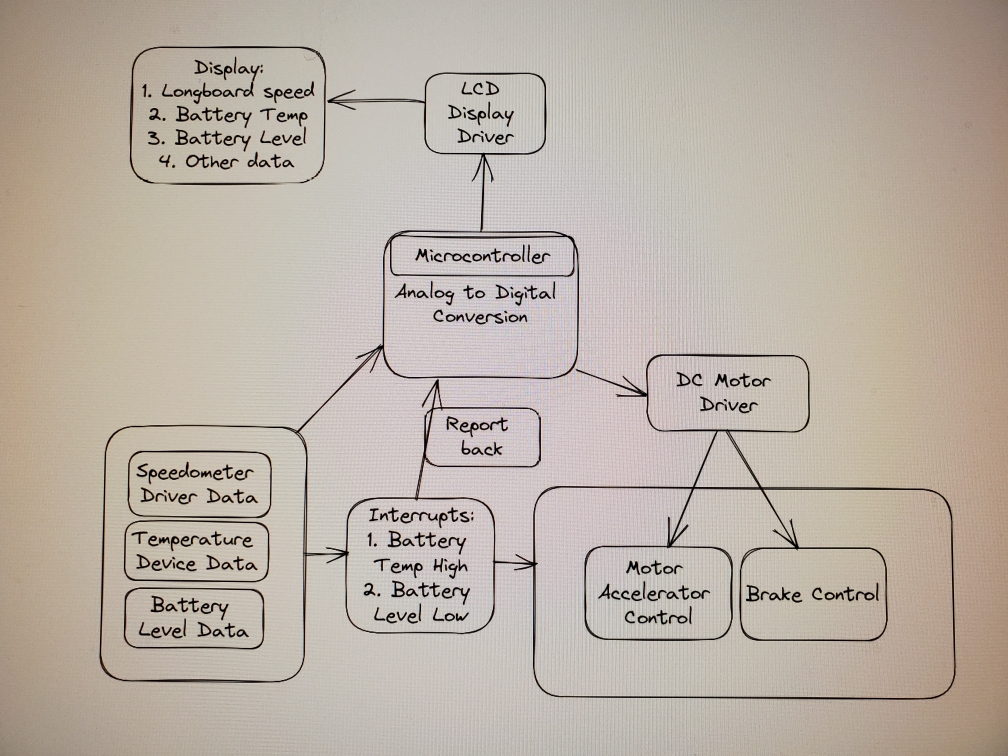 Display:
1. Longboard speed
2. Battery Temp
3. Battery Level
4. Other data
LCD
Display
Driver
Microcontroller
Analog to Digital
Conversion
DC Motor
Driver
Report
back
Speedometer
Driver Data
Temperature
Device Data
Battery
Level Data
Interrupts:
1. Battery
Temp High
2. Battery
Level Low
Motor
Accelerator
Control
Brake Control